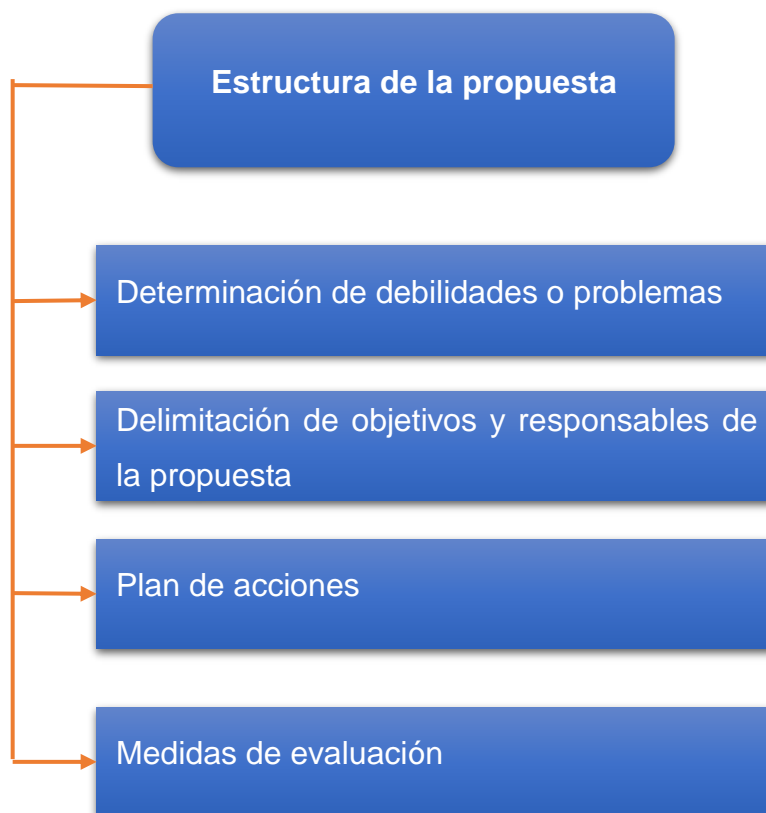 Estructura de la propuesta
Determinación de debilidades o problemas
Delimitación de objetivos y responsables de
la propuesta
Plan de acciones
Medidas de evaluación